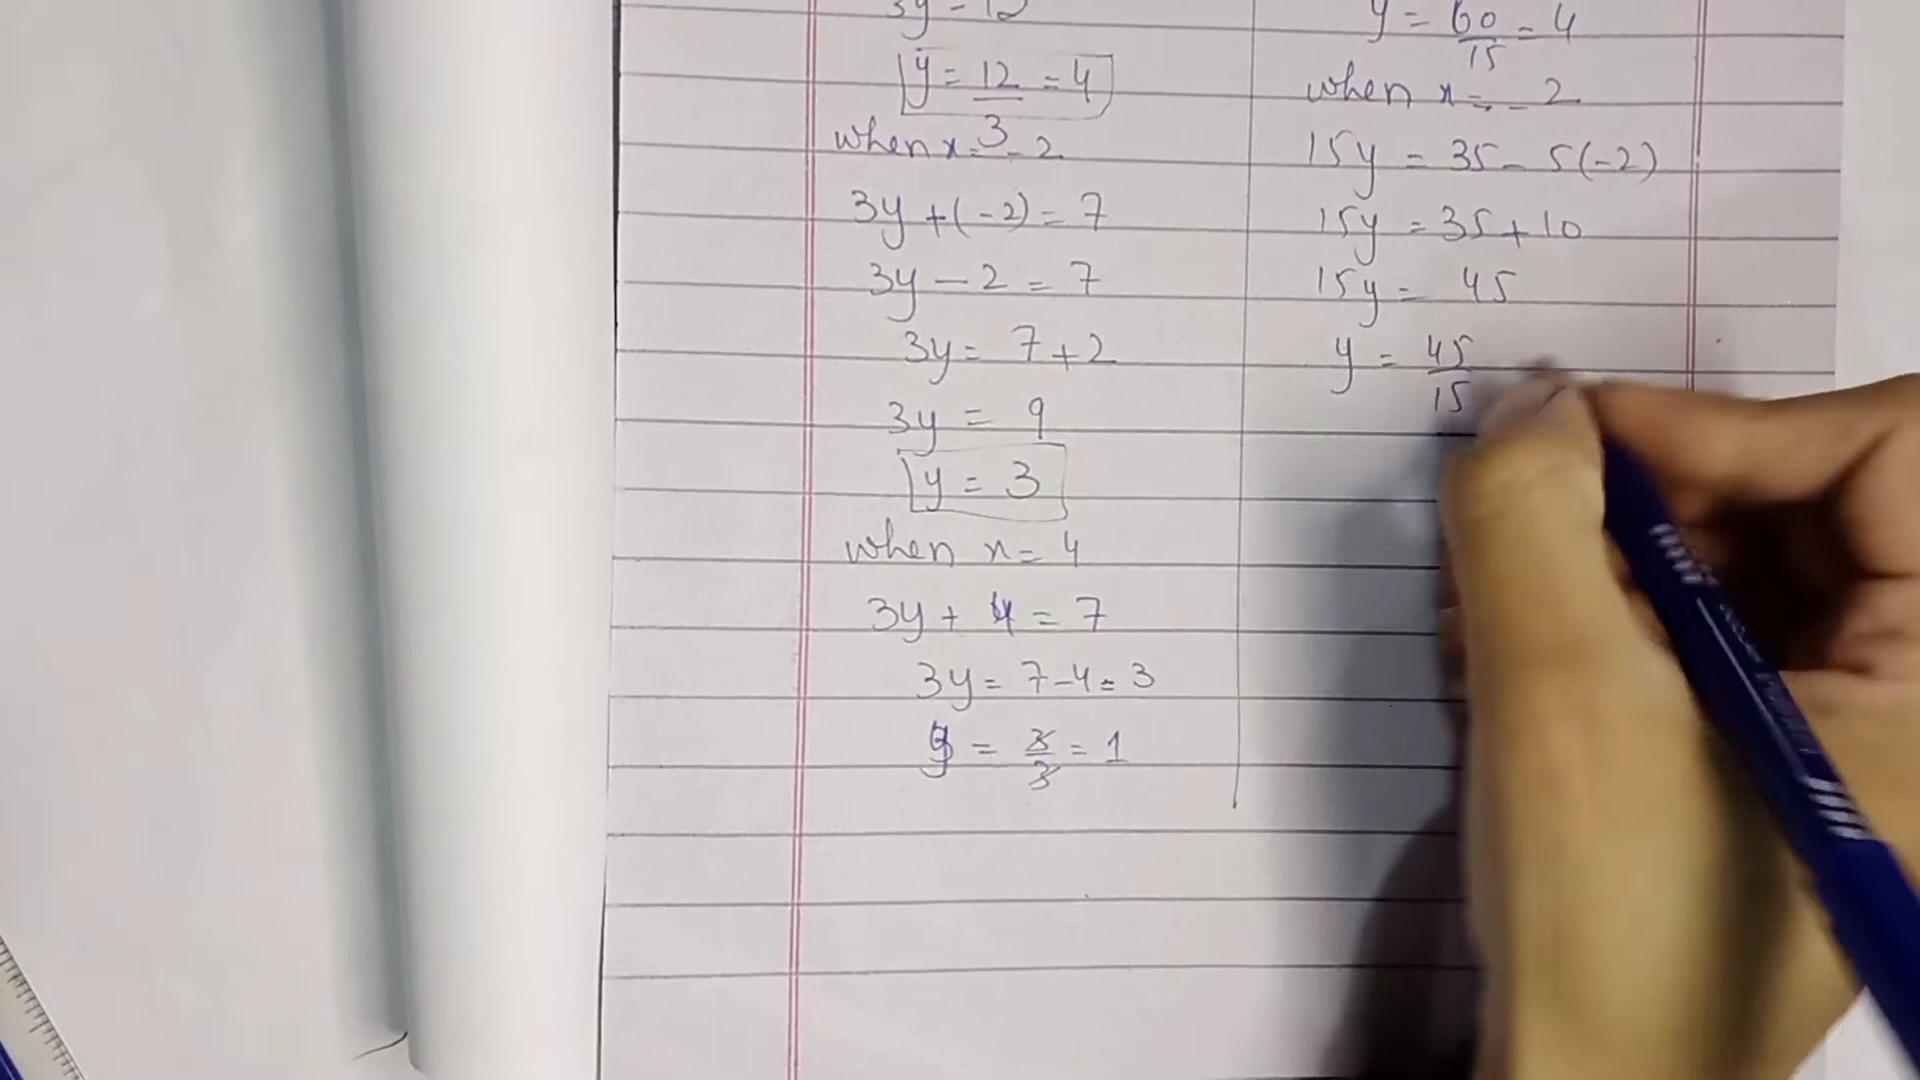 3y = 12
y = 12/3 = 4
when x = -2
3y + (-2) = 7
3y - 2 = 7
3y = 7 + 2
3y = 9
y = 3
when x = 4
3y + 4 = 7
3y = 7 - 4 = 3
y = 3/3 = 1
y = 60/15 = 4
when x = -2
15y = 35 - 5(-2)
15y = 35 + 10
15y = 45
y = 45/15